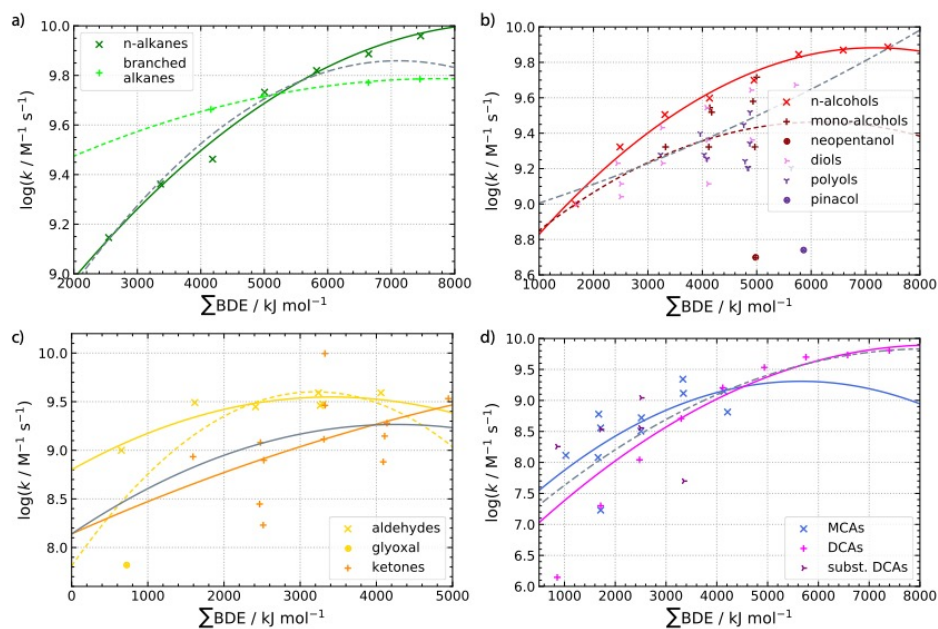 a)
n-alkanes
branched
alkanes
log(k / M⁻¹ s⁻¹)
10.0
9.8
9.6
9.4
9.2
9.0
2000 3000 4000 5000 6000 7000 8000
∑BDE / kJ mol⁻¹
b)
log(k / M⁻¹ s⁻¹)
10.0
9.8
9.6
9.4
9.2
9.0
8.8
8.6
n-alcohols
mono-alcohols
neopentanol
diols
polyols
pinacol
1000 2000 3000 4000 5000 6000 7000 8000
∑BDE / kJ mol⁻¹
c)
log(k / M⁻¹ s⁻¹)
10.0
9.5
9.0
8.5
8.0
aldehydes
glyoxal
ketones
0 1000 2000 3000 4000 5000
∑BDE / kJ mol⁻¹
d)
log(k / M⁻¹ s⁻¹)
10.0
9.5
9.0
8.5
8.0
7.5
7.0
6.5
6.0
MCAs
DCAs
subst. DCAs
1000 2000 3000 4000 5000 6000 7000 8000
∑BDE / kJ mol⁻¹